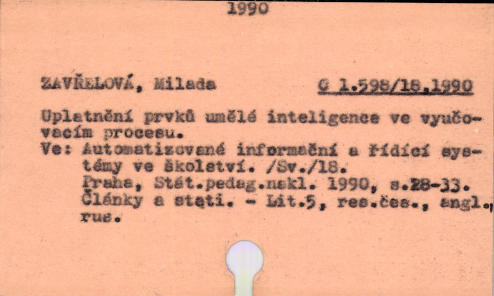 1990
ZAVŘELOVÁ, Milada G 1.598/18.1990
Uplatnění prvků umělé inteligence ve vyučo-
vacím procesu.
Ve: Automatizované informační a řídící sys-
témy ve školství. /Sv./18.
Praha, Stát.pedag.nakl. 1990, s.28-33.
Články a stati. - Lit.5, res.čes., angl.,
rus.